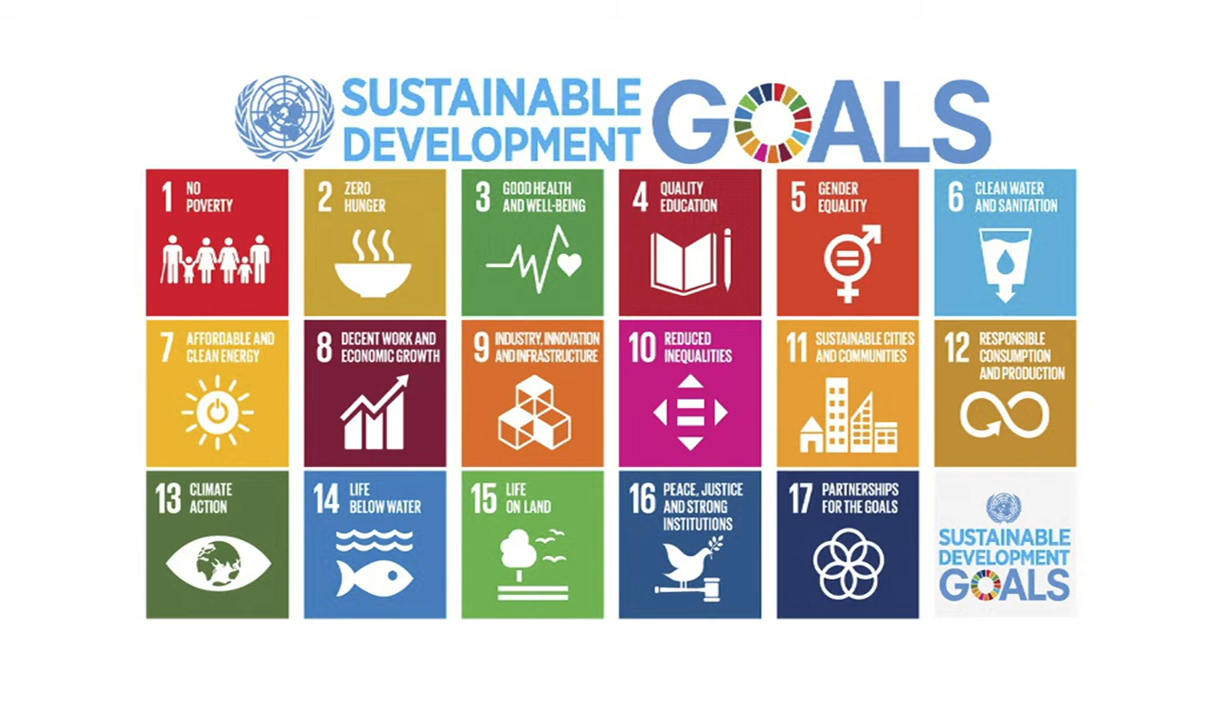 SUSTAINABLE
DEVELOPMENT
GOALS
1 NO
POVERTY
2 ZERO
HUNGER
3 GOOD HEALTH
AND WELL-BEING
4 QUALITY
EDUCATION
5 GENDER
EQUALITY
6 CLEAN WATER
AND SANITATION
7 AFFORDABLE AND
CLEAN ENERGY
8 DECENT WORK AND
ECONOMIC GROWTH
9 INDUSTRY, INNOVATION
AND INFRASTRUCTURE
10 REDUCED
INEQUALITIES
11 SUSTAINABLE CITIES
AND COMMUNITIES
12 RESPONSIBLE
CONSUMPTION
AND PRODUCTION
13 CLIMATE
ACTION
14 LIFE
BELOW WATER
15 LIFE
ON LAND
16 PEACE, JUSTICE
AND STRONG
INSTITUTIONS
17 PARTNERSHIPS
FOR THE GOALS
SUSTAINABLE
DEVELOPMENT
GOALS